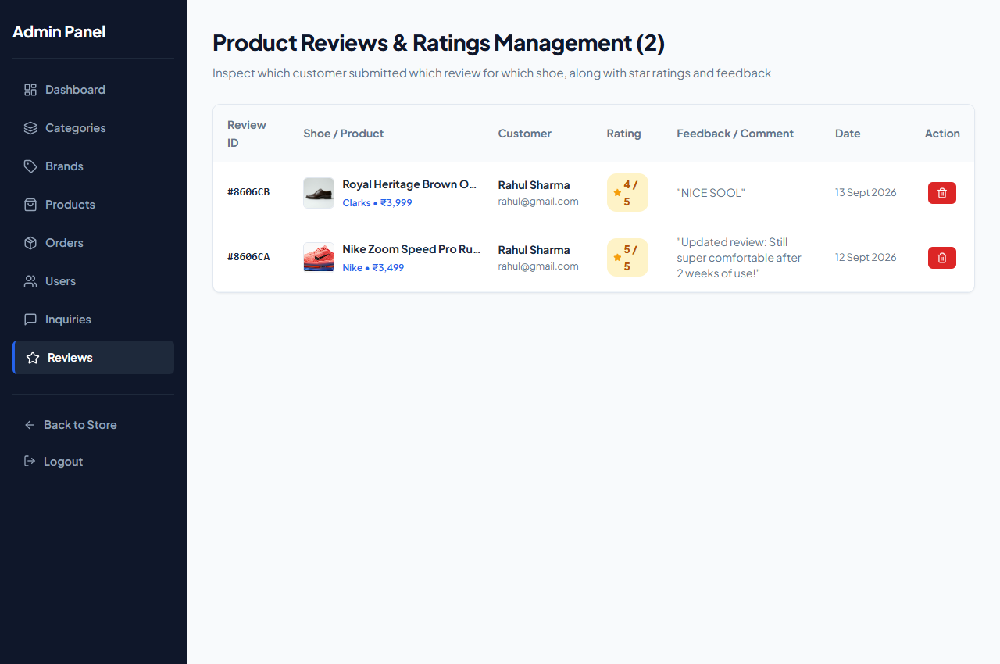 Admin Panel
Dashboard
Categories
Brands
Products
Orders
Users
Inquiries
Reviews
Back to Store
Logout
Product Reviews & Ratings Management (2)
Inspect which customer submitted which review for which shoe, along with star ratings and feedback
Review ID Shoe / Product Customer Rating Feedback / Comment Date Action
#8606CB
Royal Heritage Brown O...
Clarks • ₹3,999
Rahul Sharma
rahul@gmail.com
4 /
5
"NICE SOOL"
13 Sept 2026
#8606CA
Nike Zoom Speed Pro Ru...
Nike • ₹3,499
Rahul Sharma
rahul@gmail.com
5 /
5
"Updated review: Still
super comfortable after
2 weeks of use!"
12 Sept 2026